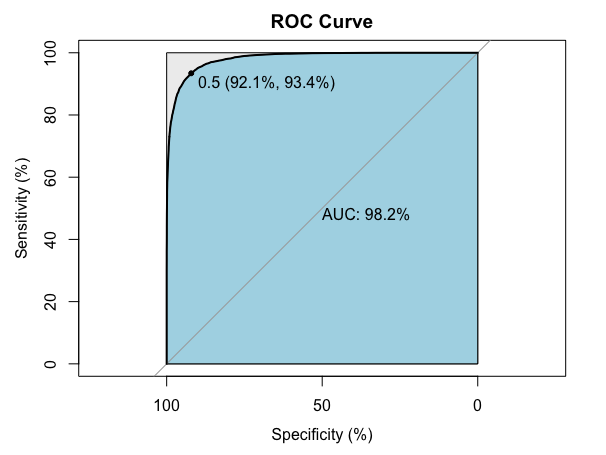 ROC Curve
Sensitivity (%)
100
80
60
40
20
0
0.5 (92.1%, 93.4%)
AUC: 98.2%
100 50 0
Specificity (%)